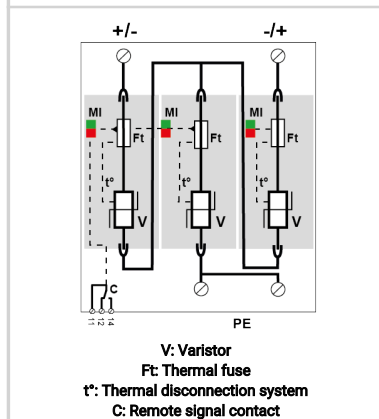 +/- -/+
MI MI MI
Ft Ft Ft
t° t° t°
V V V
C
11 12 14
PE
V: Varistor
Ft: Thermal fuse
t°: Thermal disconnection system
C: Remote signal contact